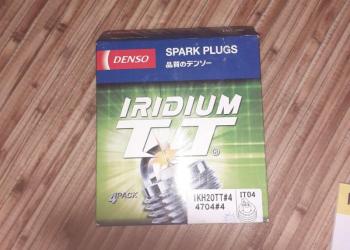 DENSO
SPARK PLUGS
品質のデンソー
IRIDIUM
TT®
4PACK
IKH20TT#4
4704#4
IT04